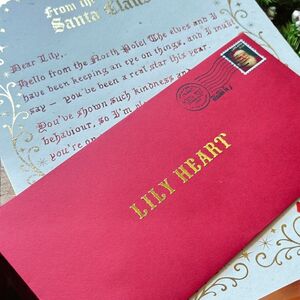 From the
Santa Claus
Dear Lily,
Hello from the North Pole! The elves and I
have been keeping an eye on things, and I must
say - you've been a real star this year.
You've shown such kindness and
behaviour, so I'm
you're on
LILY HEART